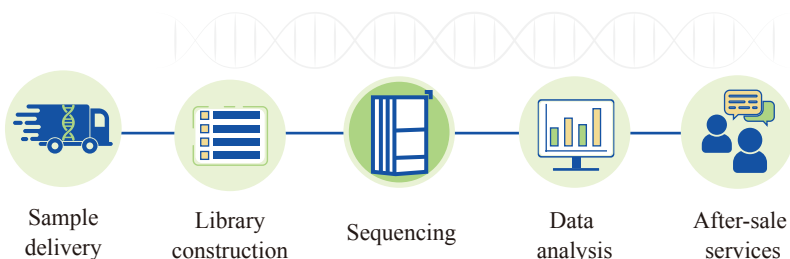 Sample
delivery
Library
construction
Sequencing
Data
analysis
After-sale
services